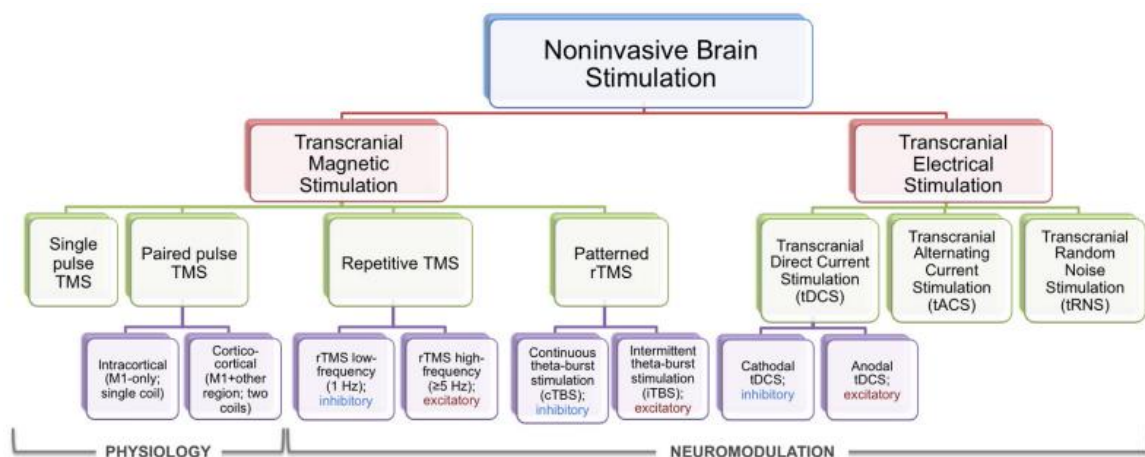 Noninvasive Brain
Stimulation
Transcranial
Magnetic
Stimulation
Transcranial
Electrical
Stimulation
Single
pulse
TMS
Paired pulse
TMS
Repetitive TMS
Patterned
rTMS
Transcranial
Direct Current
Stimulation
(tDCS)
Transcranial
Alternating
Current
Stimulation
(tACS)
Transcranial
Random
Noise
Stimulation
(tRNS)
Intracortical
(M1-only;
single coil)
Cortico-
cortical
(M1+other
region; two
coils)
rTMS low-
frequency
(1 Hz);
inhibitory
rTMS high-
frequency
(≥5 Hz);
excitatory
Continuous
theta-burst
stimulation
(cTBS);
inhibitory
Intermittent
theta-burst
stimulation
(iTBS);
excitatory
Cathodal
tDCS;
inhibitory
Anodal
tDCS;
excitatory
PHYSIOLOGY
NEUROMODULATION